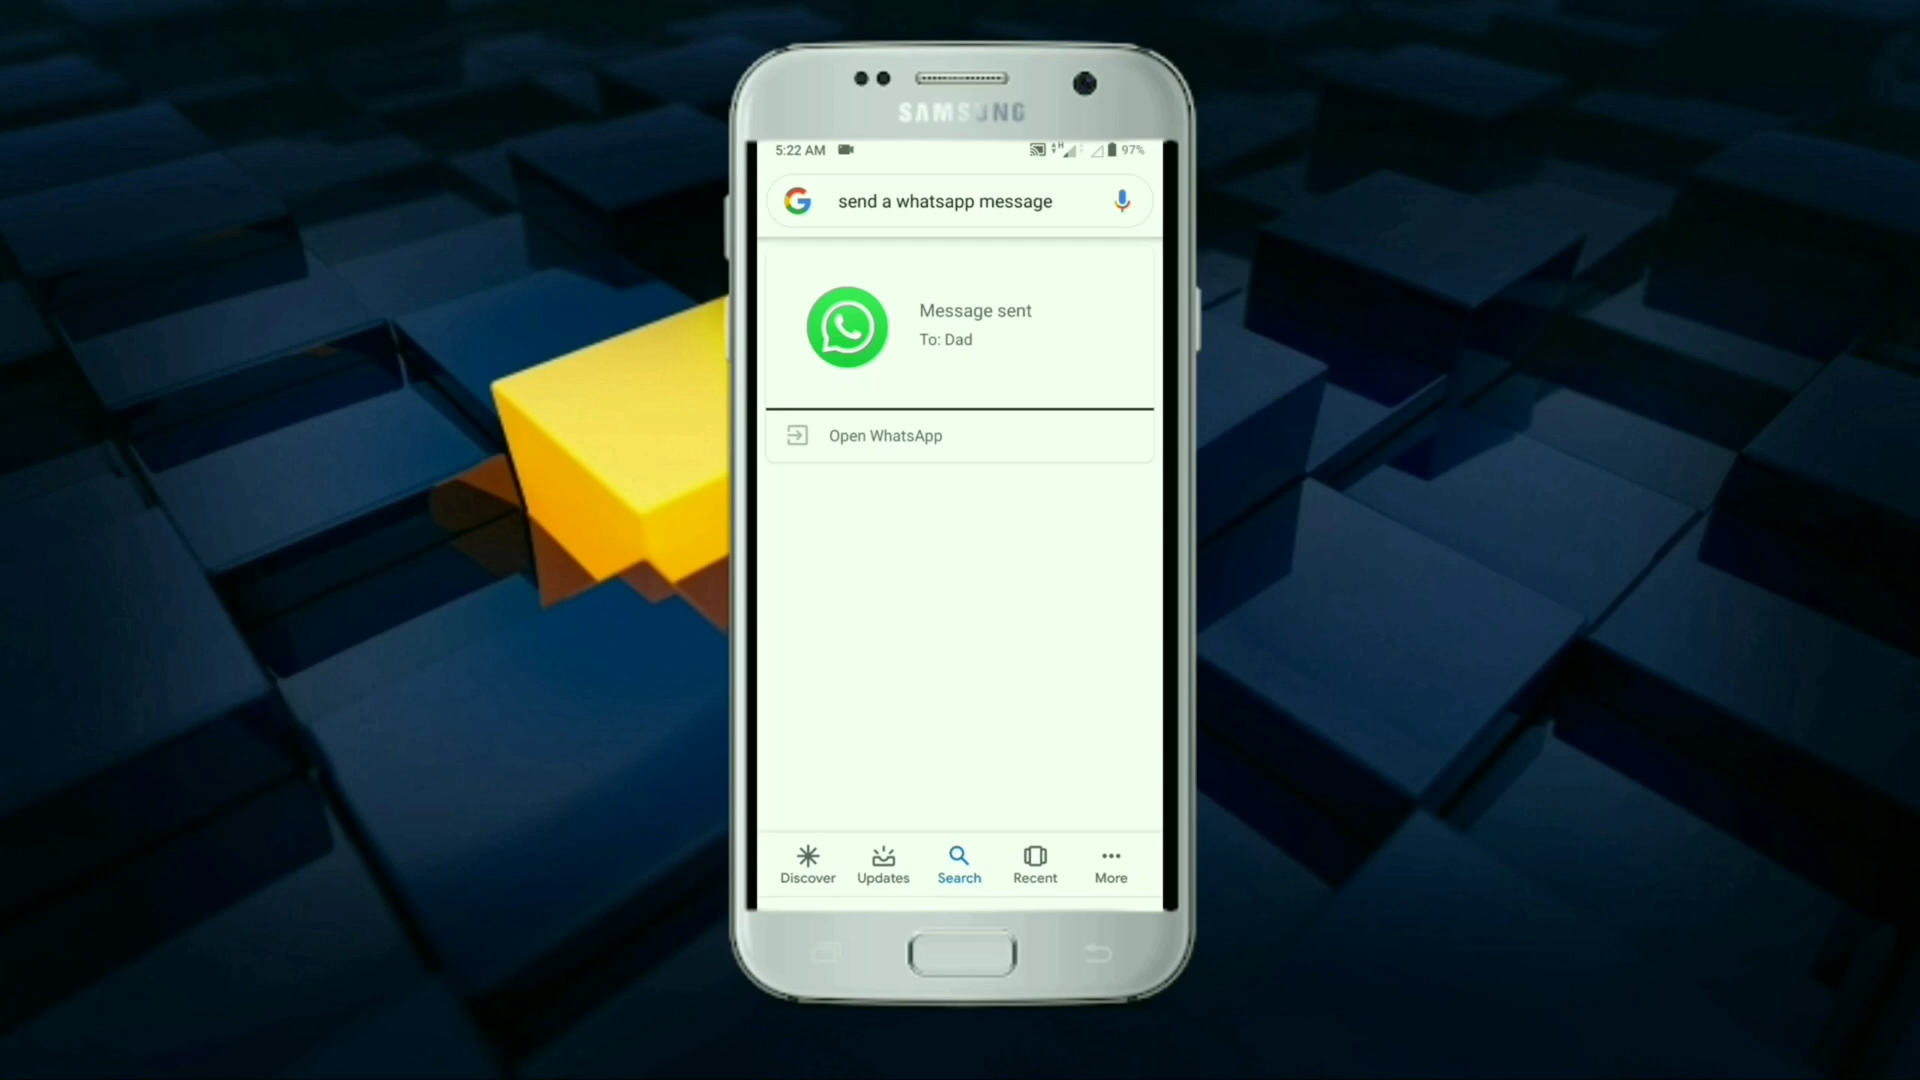 SAMSUNG
5:22 AM
97%
send a whatsapp message
Message sent
To: Dad
Open WhatsApp
Discover
Updates
Search
Recent
More